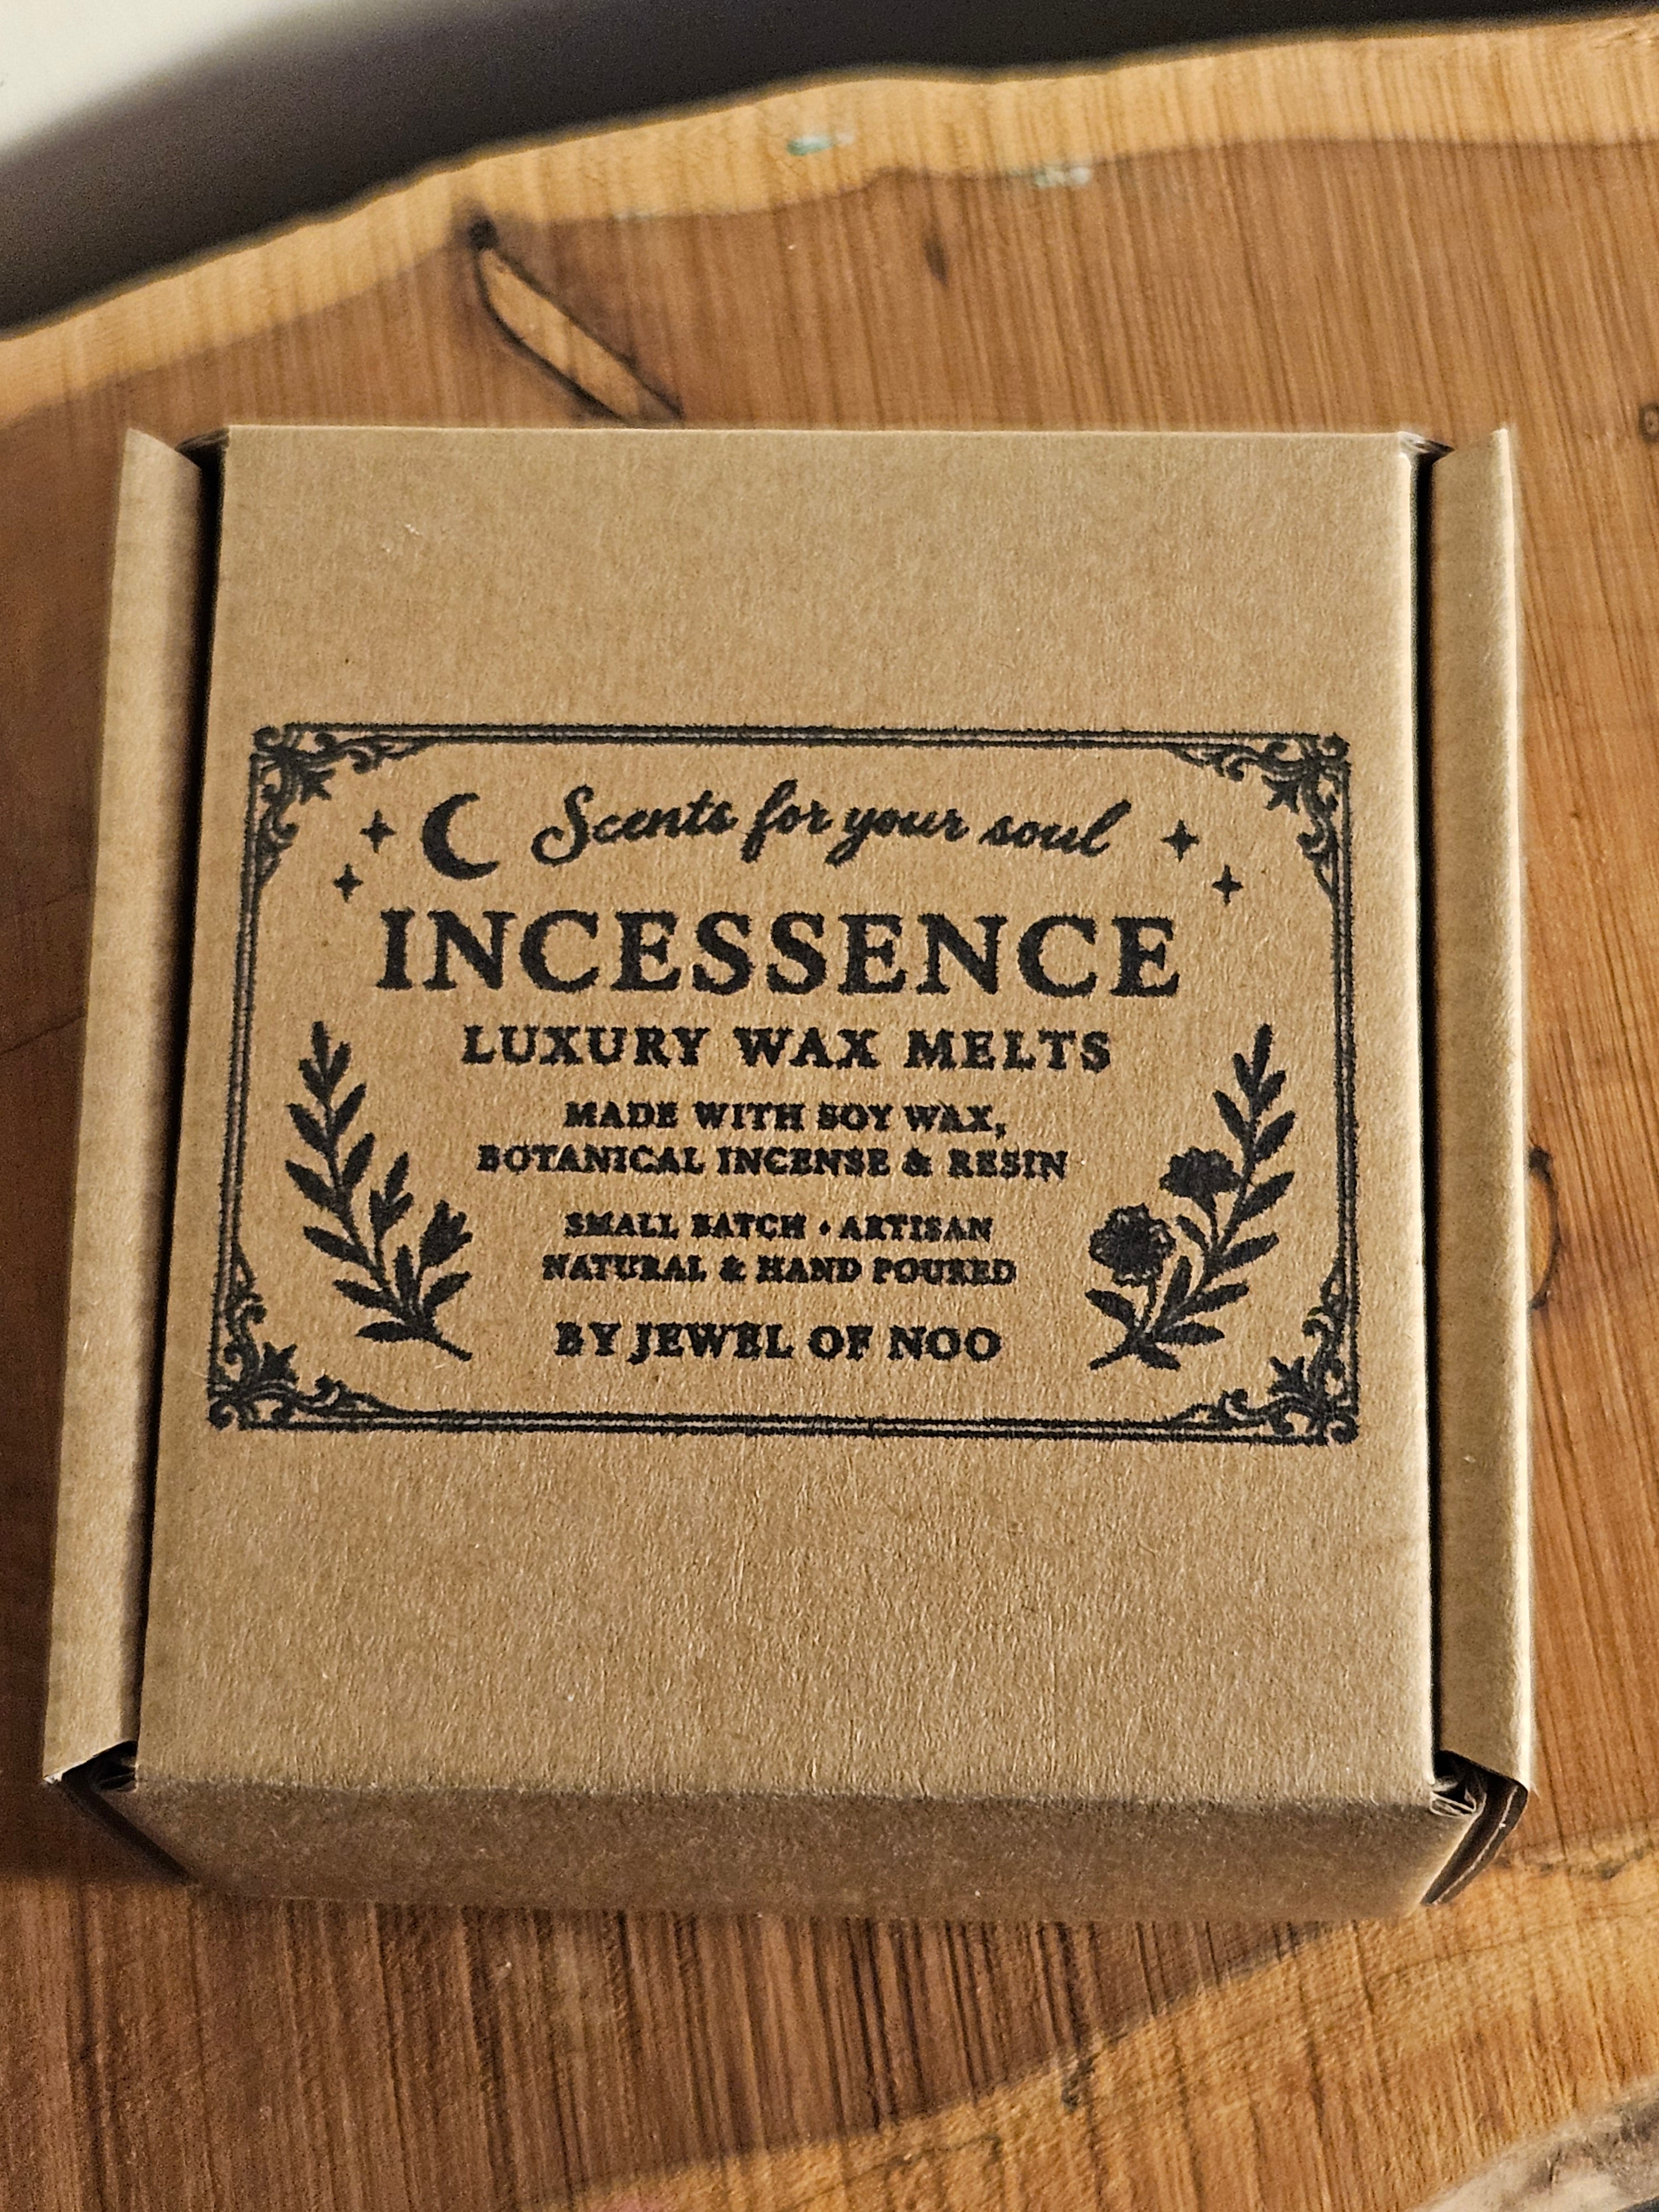 Scents for your soul
INCESSENCE
LUXURY WAX MELTS
MADE WITH SOY WAX,
BOTANICAL INCENSE & RESIN
SMALL BATCH • ARTISAN
NATURAL & HAND POURED
BY JEWEL OF NOO